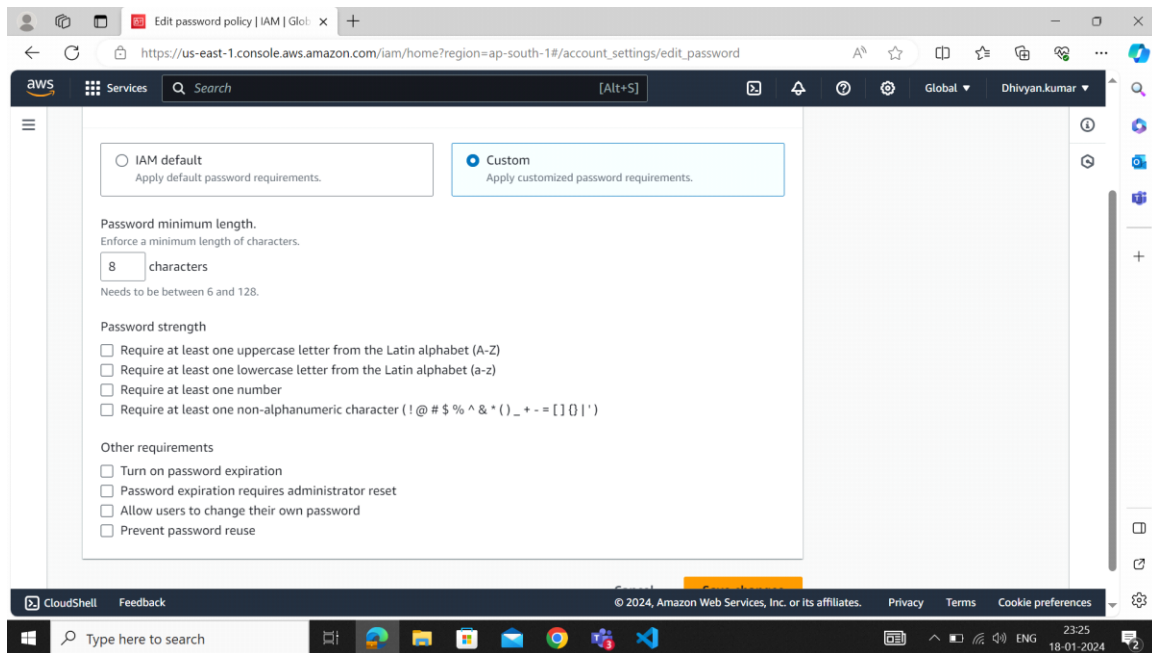 Edit password policy | IAM | Glob
https://us-east-1.console.aws.amazon.com/iam/home?region=ap-south-1#/account_settings/edit_password
aws
Services
Search
[Alt+S]
Global
Dhivyan.kumar
IAM default
Apply default password requirements.
Custom
Apply customized password requirements.
Password minimum length.
Enforce a minimum length of characters.
8 characters
Needs to be between 6 and 128.
Password strength
Require at least one uppercase letter from the Latin alphabet (A-Z)
Require at least one lowercase letter from the Latin alphabet (a-z)
Require at least one number
Require at least one non-alphanumeric character ( ! @ # $ % ^ & * ( ) _ + - = [ ] {} | ' )
Other requirements
Turn on password expiration
Password expiration requires administrator reset
Allow users to change their own password
Prevent password reuse
Cancel
Save changes
CloudShell
Feedback
© 2024, Amazon Web Services, Inc. or its affiliates.
Privacy
Terms
Cookie preferences
Type here to search
ENG
23:25
18-01-2024